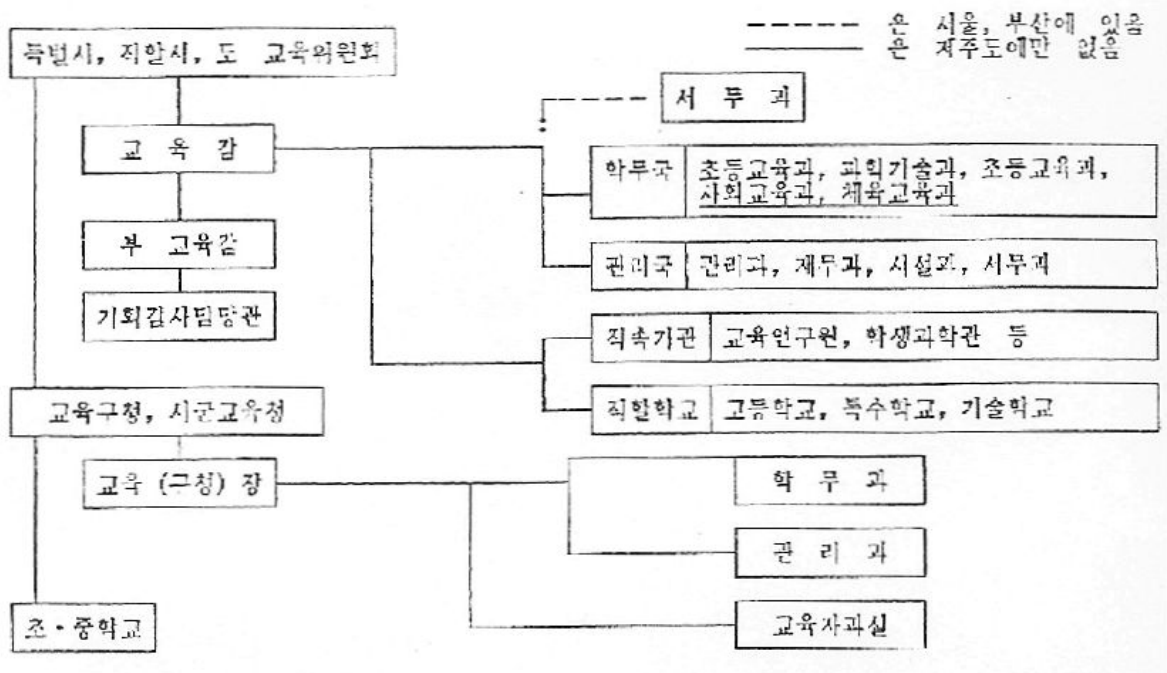 ----- 은 서울, 부산에 있음
——— 은 제주도에만 없음
특별시, 직할시, 도 교육위원회
서 무 과
교 육 감
학무국 초등교육과, 과학기술과, 초등교육과,
사회교육과, 체육교육과
부 교육감
관리국 관리과, 재무과, 시설과, 서무과
기획감사담당관
직속기관 교육연구원, 학생과학관 등
교육구청, 시군교육청
직할학교 고등학교, 특수학교, 기술학교
교육 (구청) 장
학 무 과
관 리 과
초·중학교
교육자료실